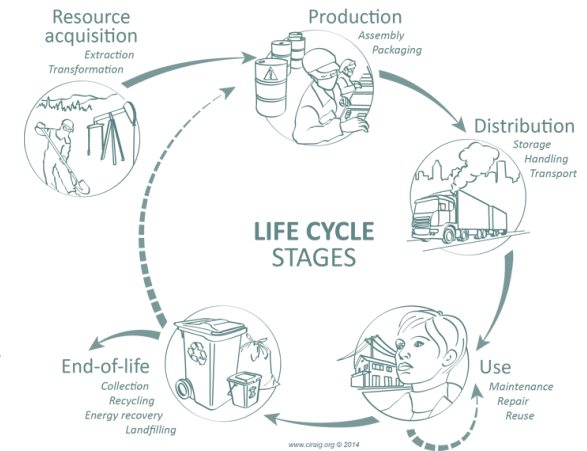 Resource
acquisition
Extraction
Transformation
Production
Assembly
Packaging
Distribution
Storage
Handling
Transport
LIFE CYCLE
STAGES
Use
Maintenance
Repair
Reuse
End-of-life
Collection
Recycling
Energy recovery
Landfilling
www.ciraig.org © 2014